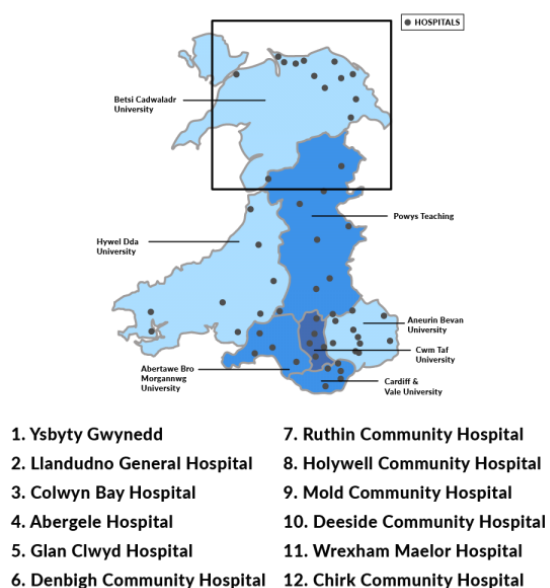 HOSPITALS
Betsi Cadwaladr
University
Powys Teaching
Hywel Dda
University
Aneurin Bevan
University
Cwm Taf
University
Abertawe Bro
Morgannwg
University
Cardiff &
Vale University
1. Ysbyty Gwynedd
2. Llandudno General Hospital
3. Colwyn Bay Hospital
4. Abergele Hospital
5. Glan Clwyd Hospital
6. Denbigh Community Hospital
7. Ruthin Community Hospital
8. Holywell Community Hospital
9. Mold Community Hospital
10. Deeside Community Hospital
11. Wrexham Maelor Hospital
12. Chirk Community Hospital